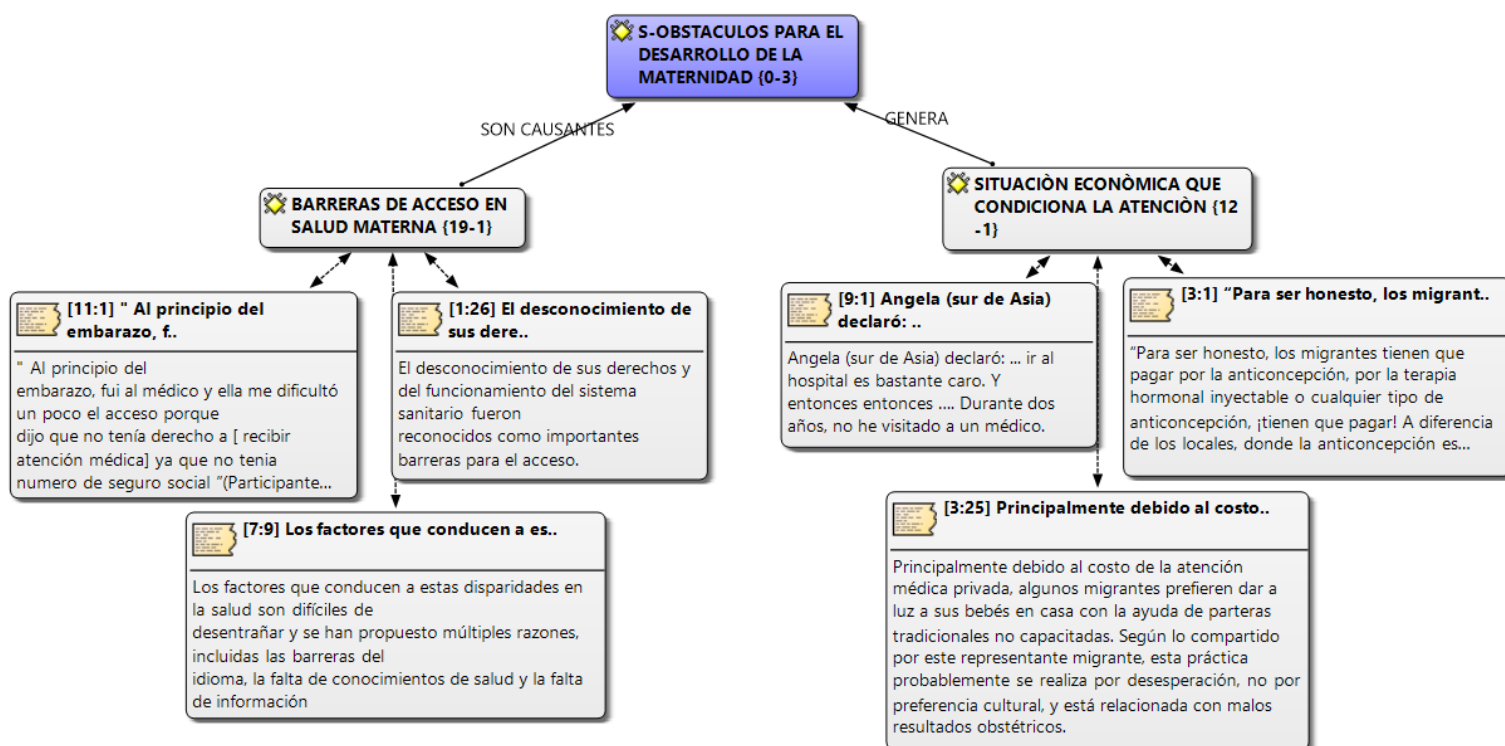 S-OBSTACULOS PARA EL
DESARROLLO DE LA
MATERNIDAD {0-3}
SON CAUSANTES
GENERA
BARRERAS DE ACCESO EN
SALUD MATERNA {19-1}
SITUACIÒN ECONÒMICA QUE
CONDICIONA LA ATENCIÒN {12
-1}
[11:1] " Al principio del
embarazo, f..
" Al principio del
embarazo, fui al médico y ella me dificultó
un poco el acceso porque
dijo que no tenía derecho a [ recibir
atención médica] ya que no tenia
numero de seguro social "(Participante...
[1:26] El desconocimiento de
sus dere..
El desconocimiento de sus derechos y
del funcionamiento del sistema
sanitario fueron
reconocidos como importantes
barreras para el acceso.
[9:1] Angela (sur de Asia)
declaró: ..
Angela (sur de Asia) declaró: ... ir al
hospital es bastante caro. Y
entonces entonces .... Durante dos
años, no he visitado a un médico.
[3:1] “Para ser honesto, los migrant..
“Para ser honesto, los migrantes tienen que
pagar por la anticoncepción, por la terapia
hormonal inyectable o cualquier tipo de
anticoncepción, ¡tienen que pagar! A diferencia
de los locales, donde la anticoncepción es...
[7:9] Los factores que conducen a es..
Los factores que conducen a estas disparidades en
la salud son difíciles de
desentrañar y se han propuesto múltiples razones,
incluidas las barreras del
idioma, la falta de conocimientos de salud y la falta
de información
[3:25] Principalmente debido al costo..
Principalmente debido al costo de la atención
médica privada, algunos migrantes prefieren dar a
luz a sus bebés en casa con la ayuda de parteras
tradicionales no capacitadas. Según lo compartido
por este representante migrante, esta práctica
probablemente se realiza por desesperación, no por
preferencia cultural, y está relacionada con malos
resultados obstétricos.